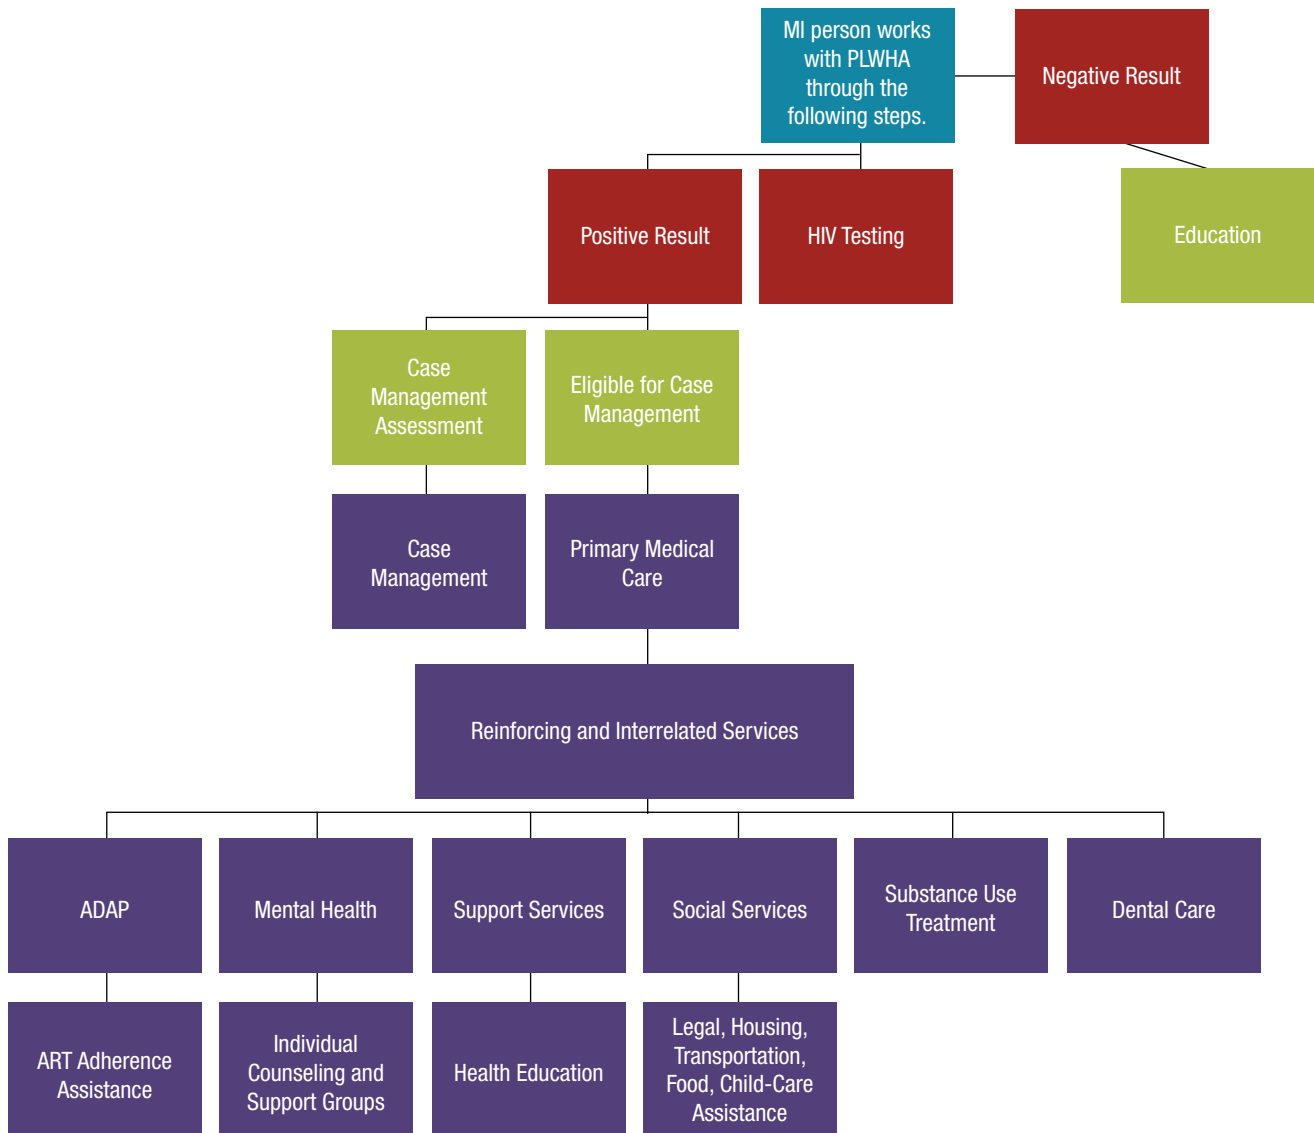 MI person works
with PLWHA
through the
following steps.
Negative Result
Positive Result
HIV Testing
Education
Case
Management
Assessment
Eligible for Case
Management
Case
Management
Primary Medical
Care
Reinforcing and Interrelated Services
ADAP
Mental Health
Support Services
Social Services
Substance Use
Treatment
Dental Care
ART Adherence
Assistance
Individual
Counseling and
Support Groups
Health Education
Legal, Housing,
Transportation,
Food, Child-Care
Assistance